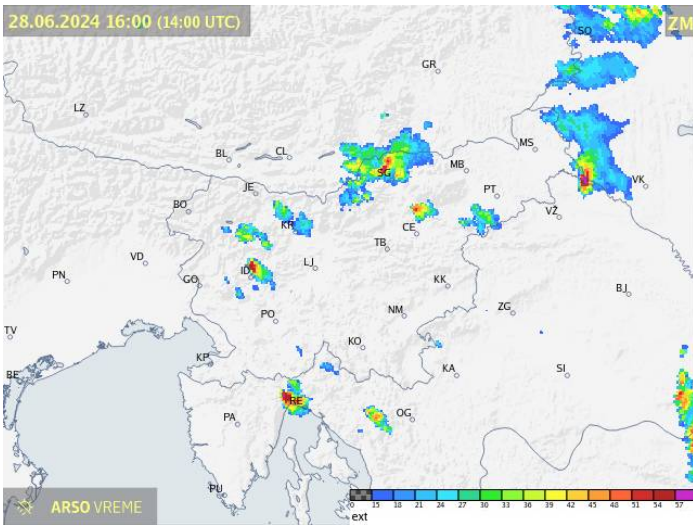 28.06.2024 16:00 (14:00 UTC)
ZM
SO
GR
LZ
BL
CL
MS
MB
SG
VK
JE
PT
BO
KR
VŽ
CE
TB
VD
LJ
PN
ID
GO
KK
BJ
NM
ZG
PO
TV
KO
KP
BE
KA
SI
RE
PA
OG
PU
ARSO VREME
0 15 18 21 24 27 30 33 36 39 42 45 48 51 54 57
ext